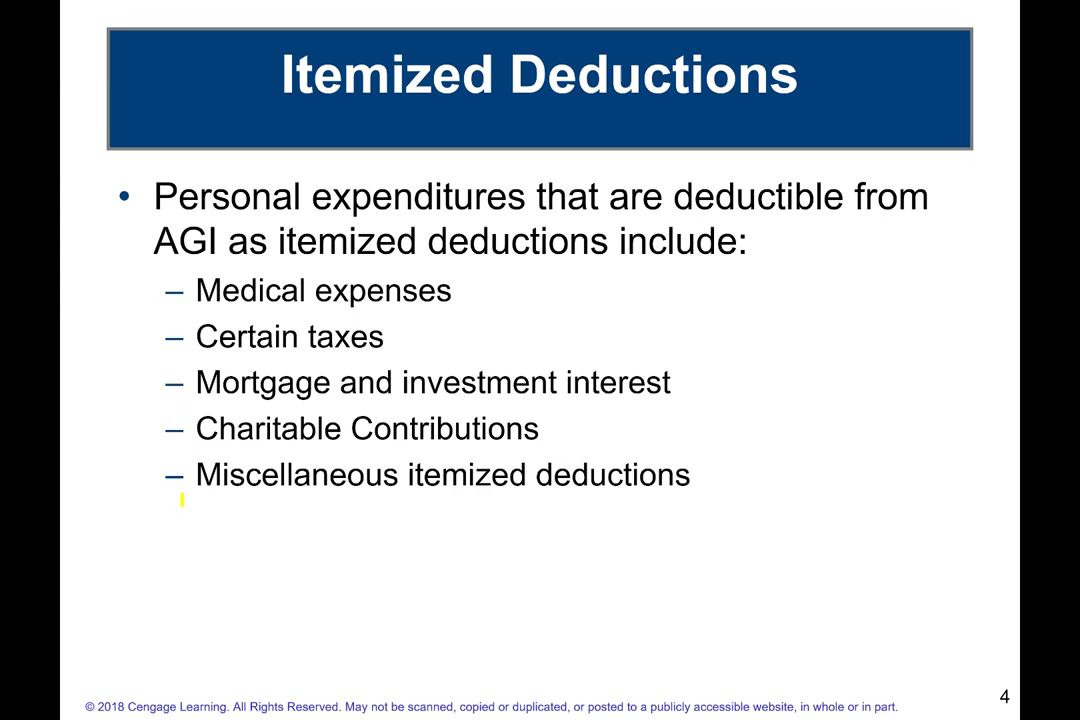 Itemized Deductions
• Personal expenditures that are deductible from
AGI as itemized deductions include:
– Medical expenses
– Certain taxes
– Mortgage and investment interest
– Charitable Contributions
– Miscellaneous itemized deductions
4
© 2018 Cengage Learning. All Rights Reserved. May not be scanned, copied or duplicated, or posted to a publicly accessible website, in whole or in part.